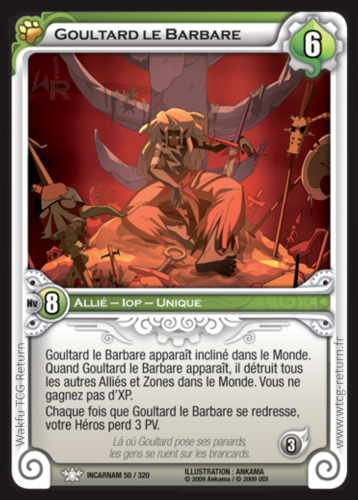 Goultard le Barbare
6
Nv 8 Allié – Iop – Unique
Goultard le Barbare apparaît incliné dans le Monde.
Quand Goultard le Barbare apparaît, il détruit tous
les autres Alliés et Zones dans le Monde. Vous ne
gagnez pas d'XP.
Chaque fois que Goultard le Barbare se redresse,
votre Héros perd 3 PV.
Là où Goultard pose ses panards,
les gens se ruent sur les brancards.
3
INCARNAM 50 / 320
ILLUSTRATION : ANKAMA
© 2009 Ankama / © 2009 UDI
Wakfu TCG Return
www.wtcg-return.fr